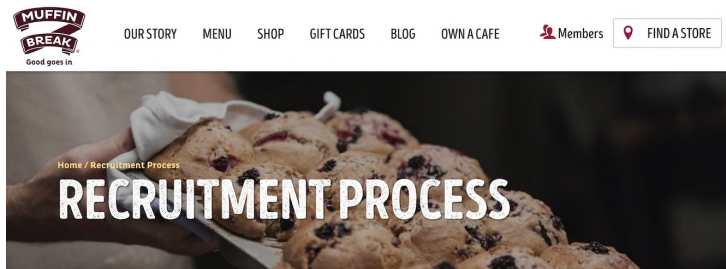 MUFFIN
BREAK
Good goes in
OUR STORY
MENU
SHOP
GIFT CARDS
BLOG
OWN A CAFE
Members
FIND A STORE
Home / Recruitment Process
RECRUITMENT PROCESS